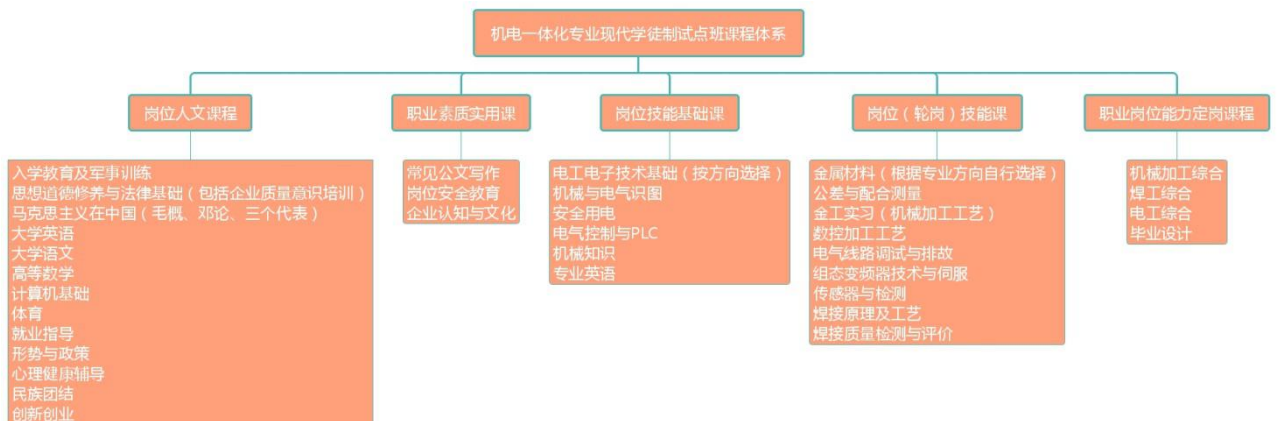 机电一体化专业现代学徒制试点班课程体系
岗位人文课程
职业素质实用课
岗位技能基础课
岗位（轮岗）技能课
职业岗位能力定岗课程
入学教育及军事训练
思想道德修养与法律基础（包括企业质量意识培训）
马克思主义在中国（毛概、邓论、三个代表）
大学英语
大学语文
高等数学
计算机基础
体育
就业指导
形势与政策
心理健康辅导
民族团结
创新创业
常见公文写作
岗位安全教育
企业认知与文化
电工电子技术基础（按方向选择）
机械与电气识图
安全用电
电气控制与PLC
机械知识
专业英语
金属材料（根据专业方向自行选择）
公差与配合测量
金工实习（机械加工工艺）
数控加工工艺
电气线路调试与排故
组态变频器技术与伺服
传感器与检测
焊接原理及工艺
焊接质量检测与评价
机械加工综合
焊工综合
电工综合
毕业设计